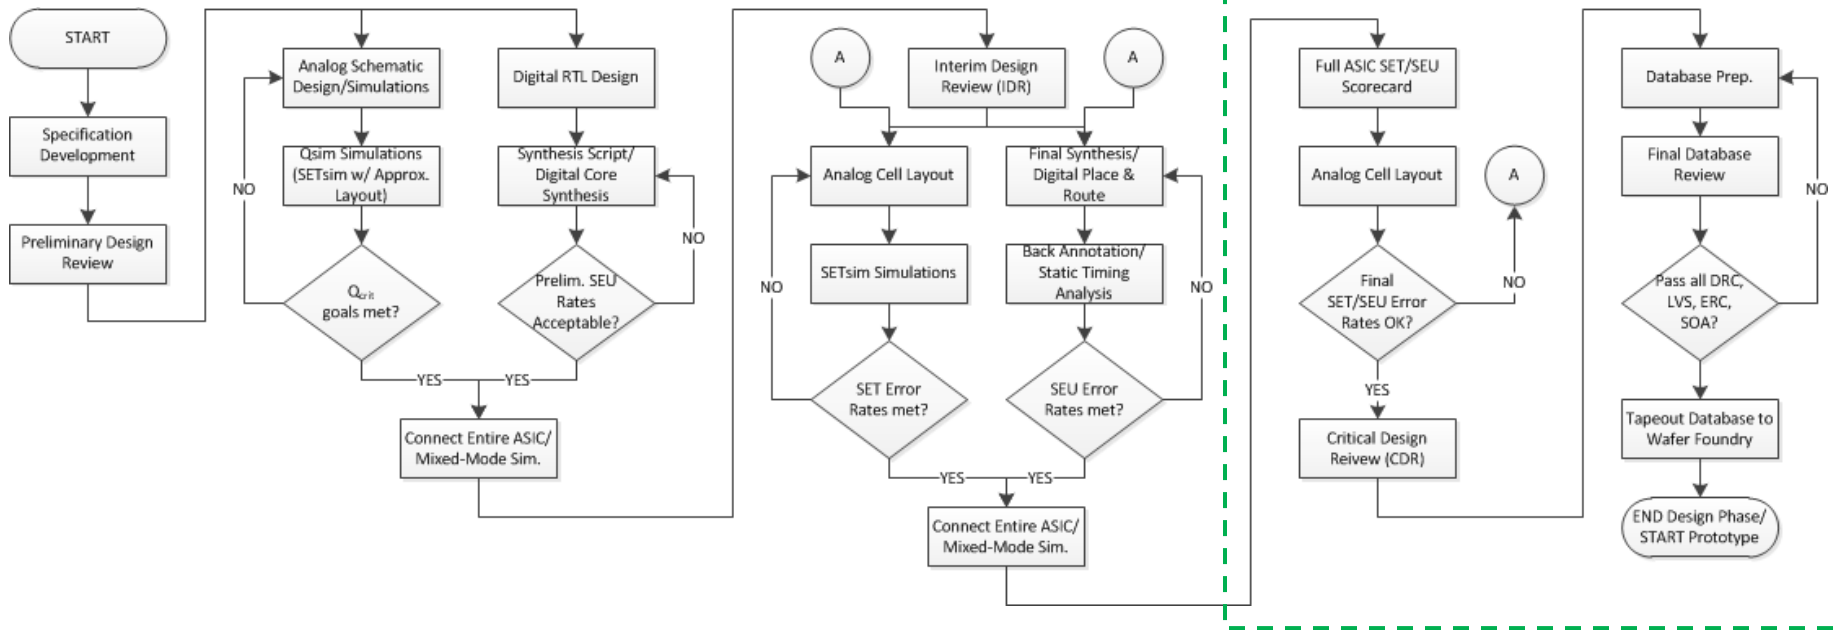 START
Specification
Development
Preliminary Design
Review
Analog Schematic
Design/Simulations
Qsim Simulations
(SETsim w/ Approx.
Layout)
NO
Qcrit
goals met?
YES
Digital RTL Design
Synthesis Script/
Digital Core
Synthesis
NO
Prelim. SEU
Rates
Acceptable?
YES
Connect Entire ASIC/
Mixed-Mode Sim.
A
Interim Design
Review (IDR)
A
Analog Cell Layout
SETsim Simulations
NO
SET Error
Rates met?
YES
Final Synthesis/
Digital Place &
Route
Back Annotation/
Static Timing
Analysis
NO
SEU Error
Rates met?
YES
Connect Entire ASIC/
Mixed-Mode Sim.
Full ASIC SET/SEU
Scorecard
Analog Cell Layout
A
Final
SET/SEU Error
Rates OK?
NO
YES
Critical Design
Reivew (CDR)
Database Prep.
Final Database
Review
NO
Pass all DRC,
LVS, ERC,
SOA?
Tapeout Database to
Wafer Foundry
END Design Phase/
START Prototype